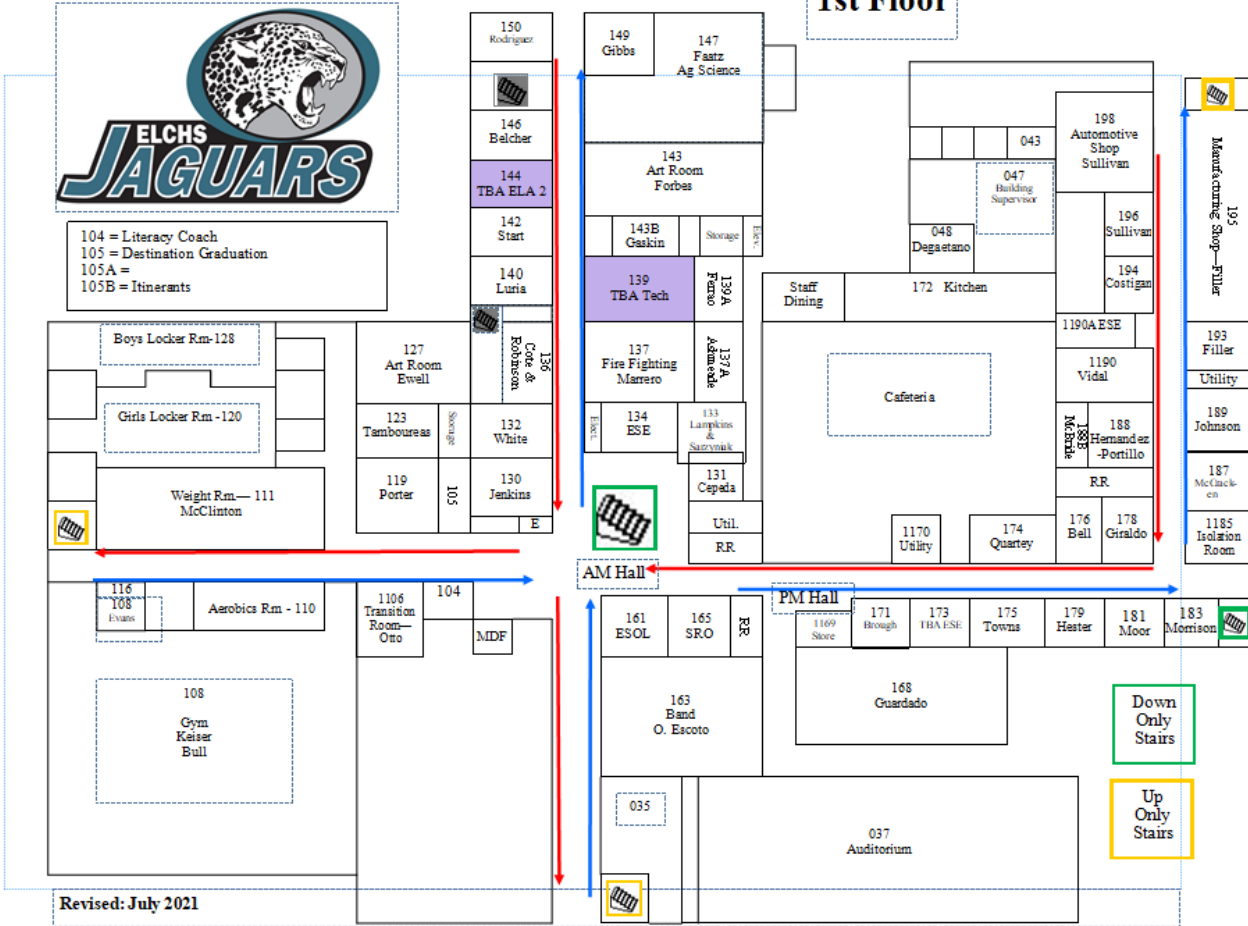 1st Floor
ELCHS
JAGUARS
104 = Literacy Coach
105 = Destination Graduation
105A =
105B = Itinerants
150
Rodriguez
146
Belcher
144
TBA ELA 2
142
Start
140
Luria
136
Cote &
Robinson
132
White
130
Jenkins
E
127
Art Room
Ewell
123
Tamboureas
Storage
119
Porter
105
Boys Locker Rm-128
Girls Locker Rm -120
Weight Rm.— 111
McClinton
149
Gibbs
147
Faatz
Ag Science
143
Art Room
Forbes
143B
Gaskin
Storage
Elev.
139
TBA Tech
139A
Ferrao
137
Fire Fighting
Marrero
137A
Ashmeade
Elect.
134
ESE
133
Lampkins
&
Sarzyniuk
131
Cepeda
Util.
RR
043
047
Building
Supervisor
048
Degaetano
Staff
Dining
172 Kitchen
Cafeteria
198
Automotive
Shop
Sullivan
196
Sullivan
194
Costigan
1190A ESE
1190
Vidal
188B
McBride
188
Hernandez
-Portillo
RR
176
Bell
178
Giraldo
1170
Utility
174
Quartey
195
Manufacturing Shop—Filler
193
Filler
Utility
189
Johnson
187
McCrack-
en
1185
Isolation
Room
AM Hall
PM Hall
116
108
Evans
Aerobics Rm - 110
1106
Transition
Room—
Otto
104
MDF
108
Gym
Keiser
Bull
161
ESOL
165
SRO
RR
163
Band
O. Escoto
1169
Store
171
Brough
173
TBA ESE
175
Towns
179
Hester
181
Moor
183
Morrison
168
Guardado
035
037
Auditorium
Down
Only
Stairs
Up
Only
Stairs
Revised: July 2021